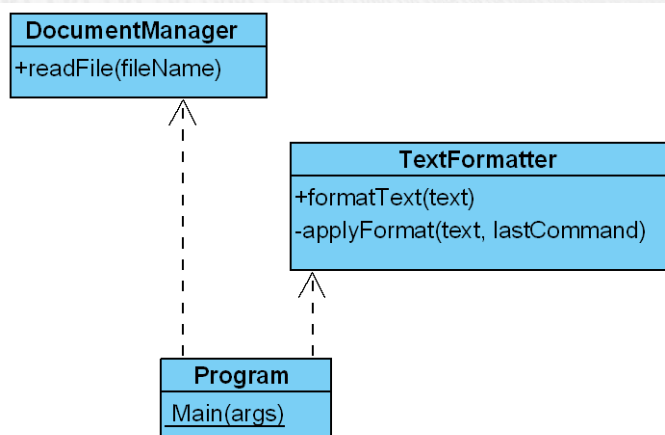 DocumentManager
+readFile(fileName)
TextFormatter
+formatText(text)
-applyFormat(text, lastCommand)
Program
Main(args)